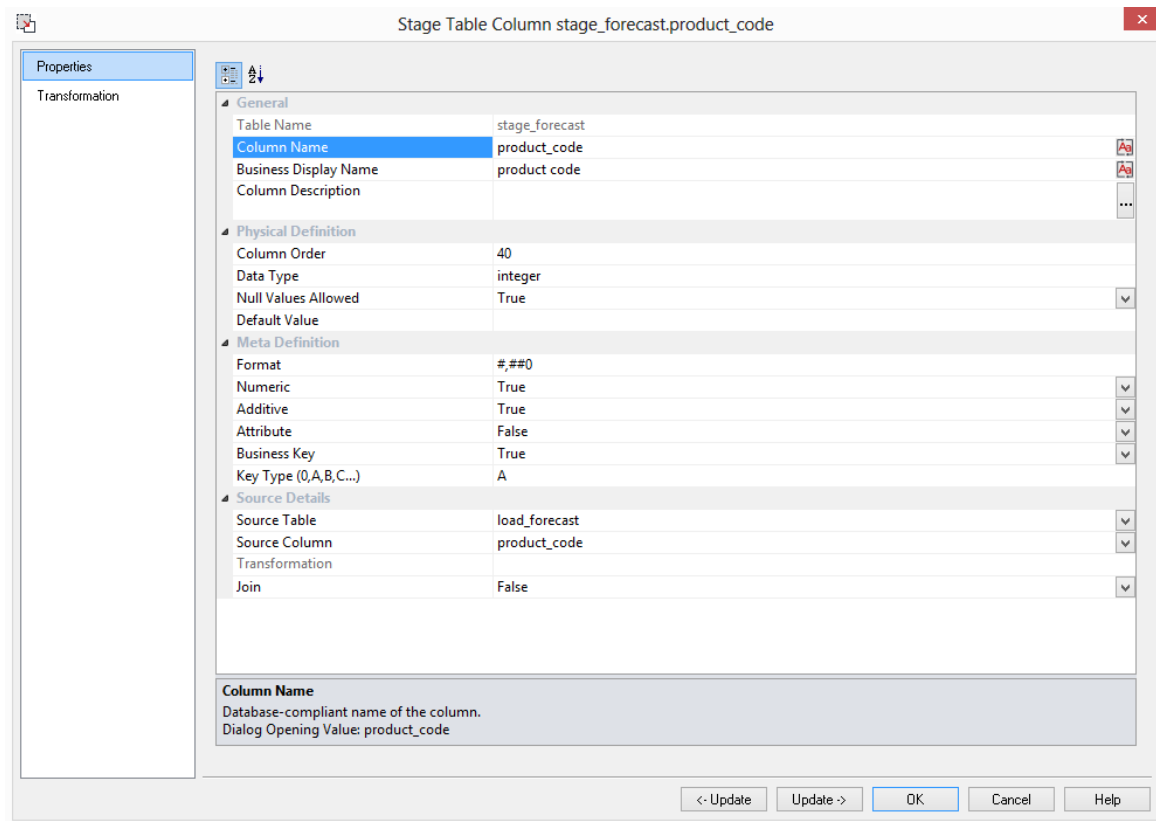 Stage Table Column stage_forecast.product_code
Properties
Transformation
General
Table Name stage_forecast
Column Name product_code
Business Display Name product code
Column Description
...
Physical Definition
Column Order 40
Data Type integer
Null Values Allowed True
Default Value
Meta Definition
Format #,##0
Numeric True
Additive True
Attribute False
Business Key True
Key Type (0,A,B,C...) A
Source Details
Source Table load_forecast
Source Column product_code
Transformation
Join False
Column Name
Database-compliant name of the column.
Dialog Opening Value: product_code
<- Update Update -> OK Cancel Help